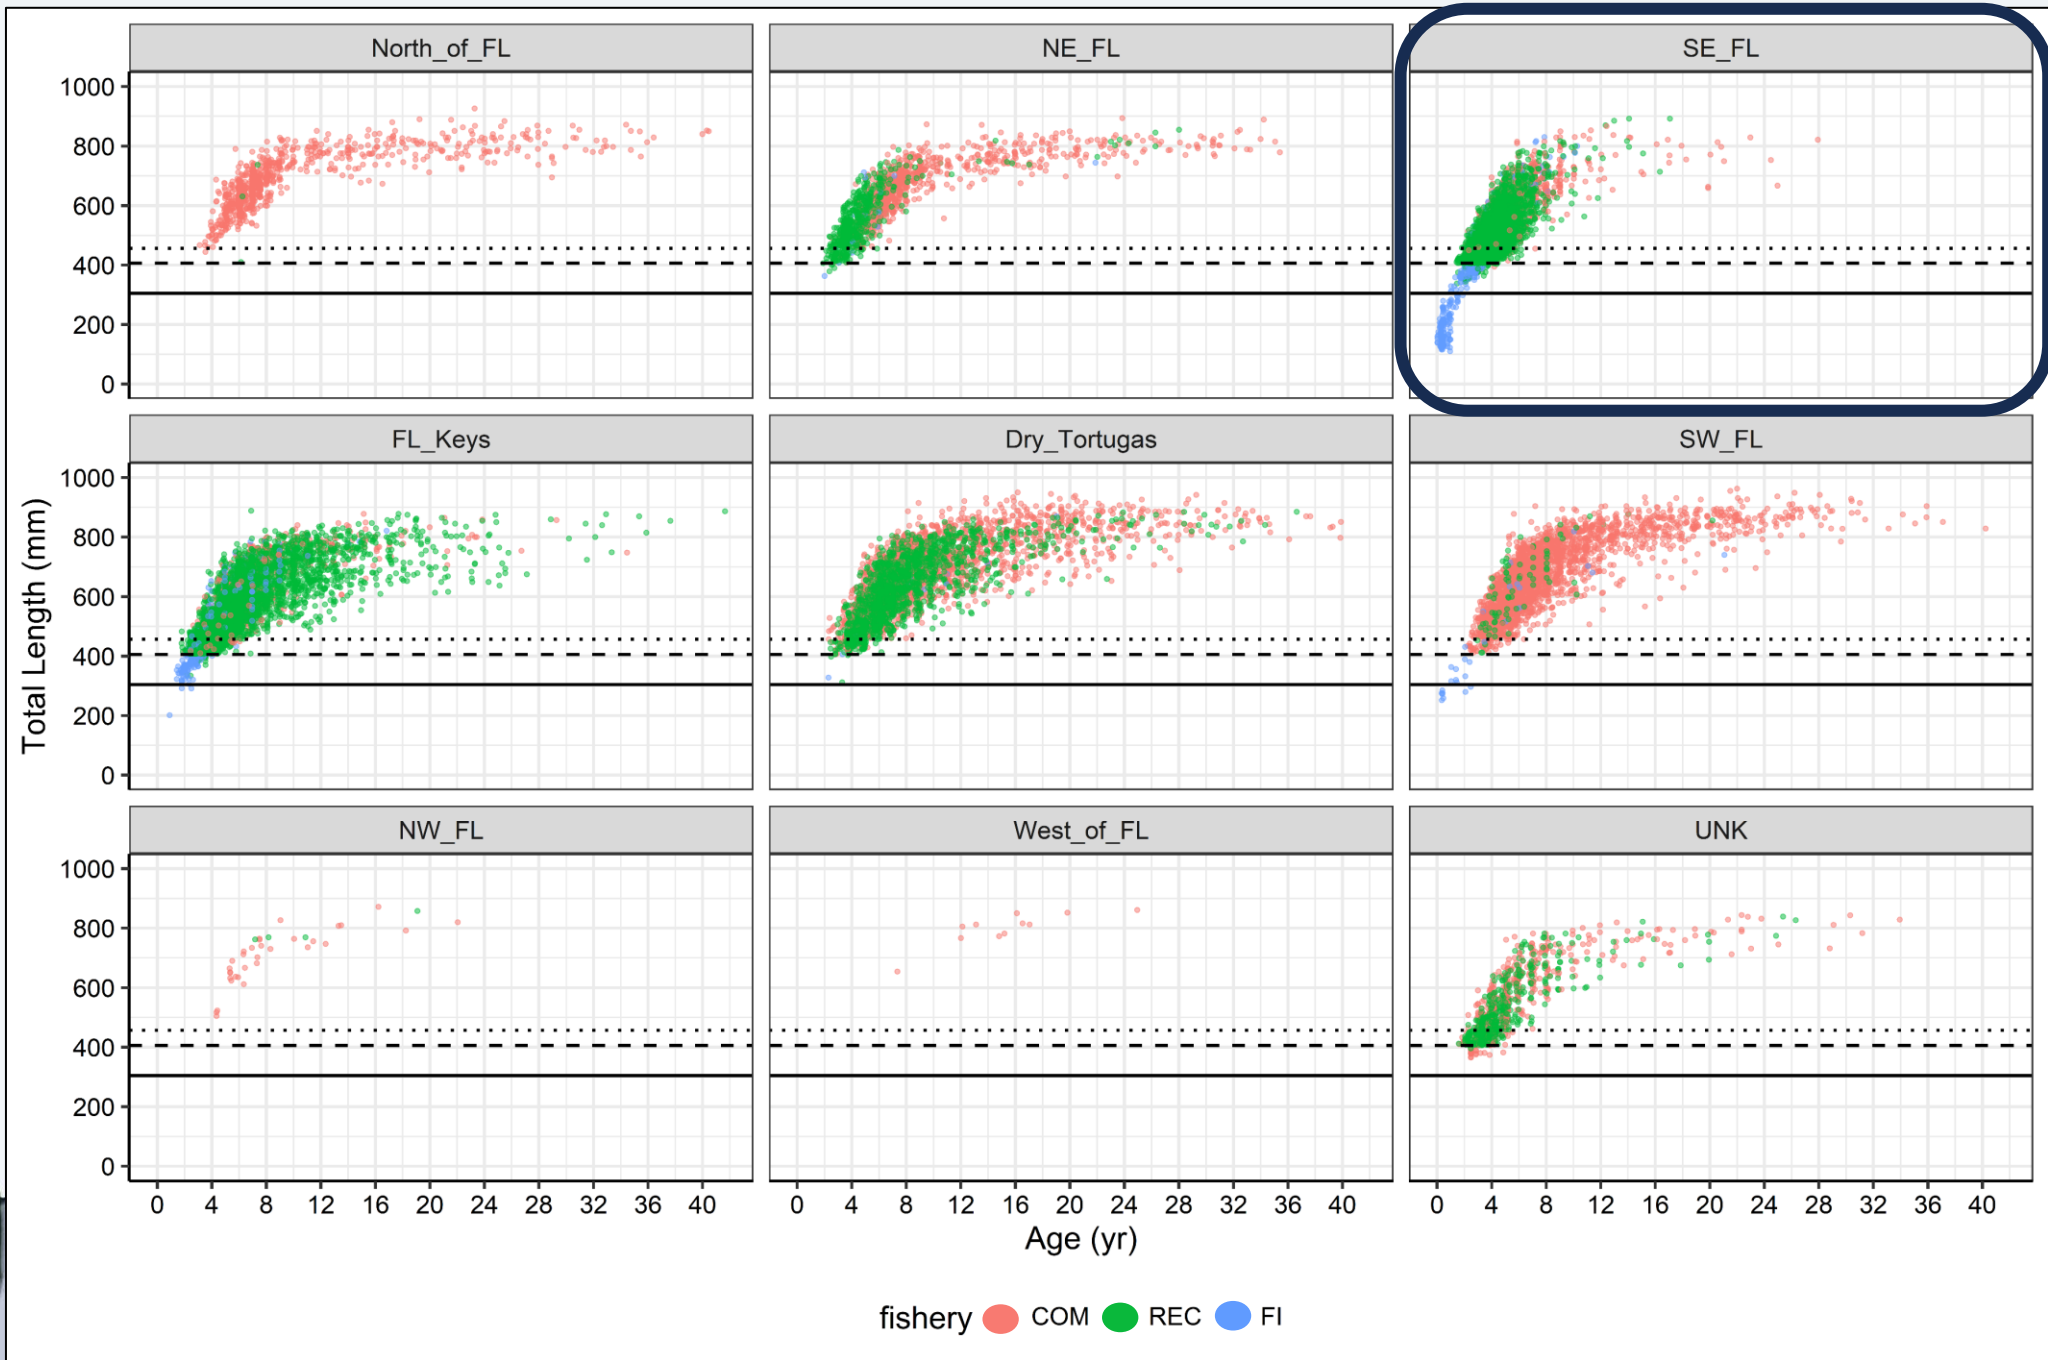 North_of_FL
NE_FL
SE_FL
1000
800
600
400
200
0
FL_Keys
Dry_Tortugas
SW_FL
1000
800
600
400
200
0
Total Length (mm)
NW_FL
West_of_FL
UNK
1000
800
600
400
200
0
0 4 8 12 16 20 24 28 32 36 40
0 4 8 12 16 20 24 28 32 36 40
0 4 8 12 16 20 24 28 32 36 40
Age (yr)
fishery COM REC FI